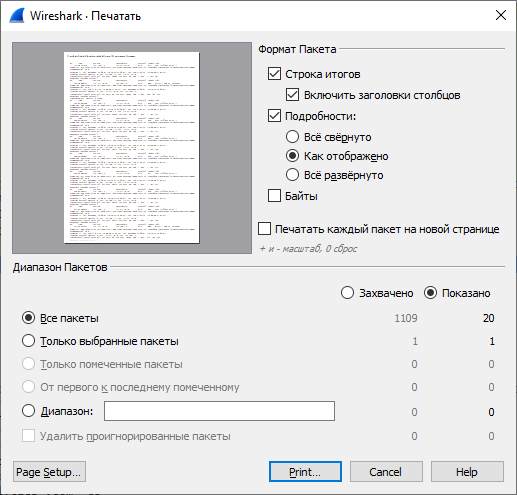 Wireshark · Печатать
Формат Пакета
Строка итогов
Включить заголовки столбцов
Подробности:
Всё свёрнуто
Как отображено
Всё развёрнуто
Байты
Печатать каждый пакет на новой странице
+ и - масштаб, 0 сброс
Диапазон Пакетов
Захвачено Показано
Все пакеты 1109 20
Только выбранные пакеты 1 1
Только помеченные пакеты 0 0
От первого к последнему помеченному 0 0
Диапазон: 0 0
Удалить проигнорированные пакеты 0 0
Page Setup... Print... Cancel Help